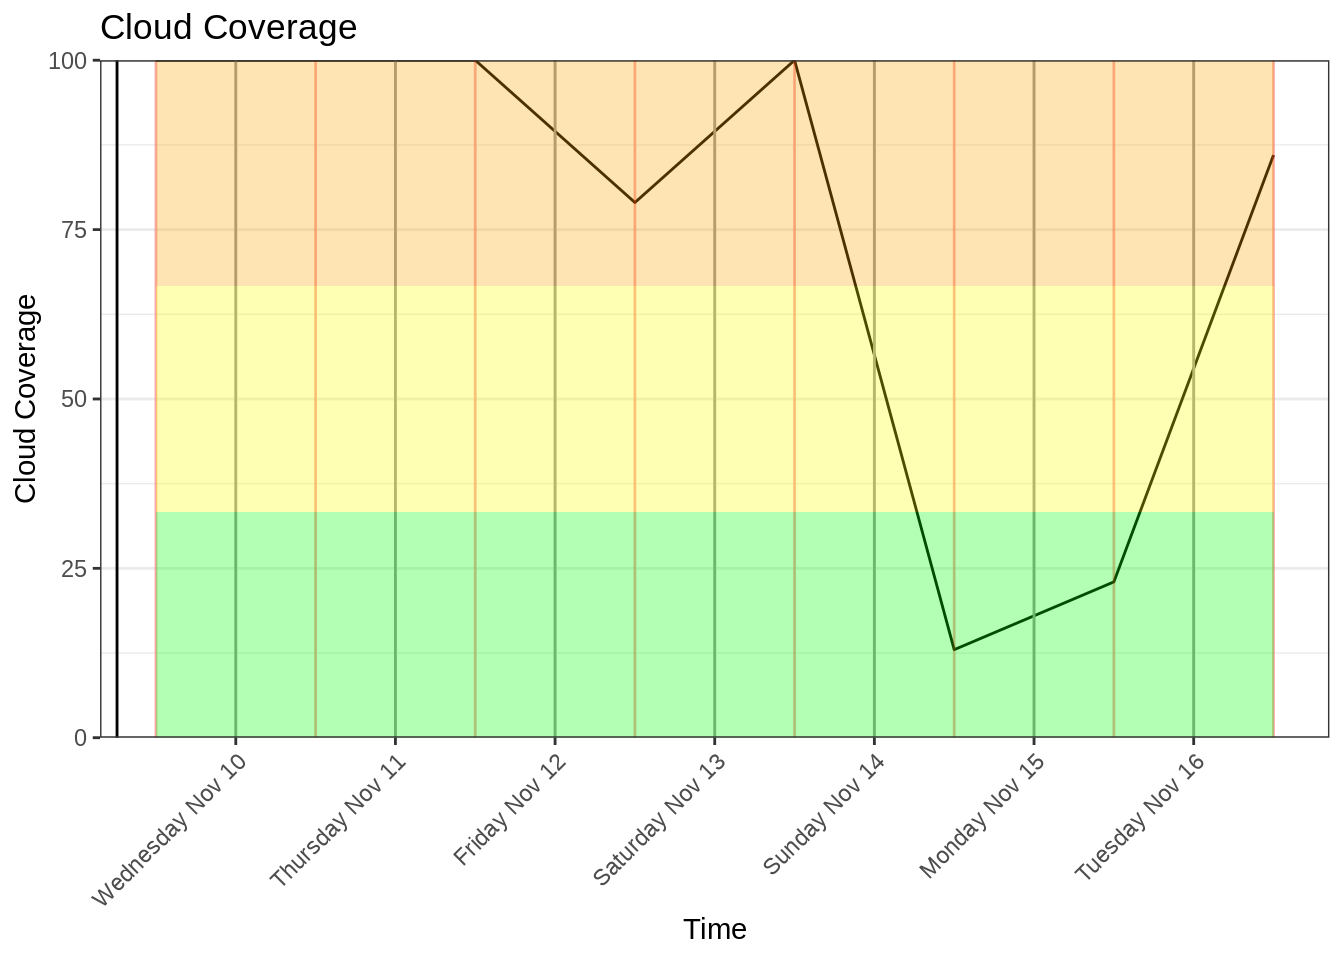 Cloud Coverage
100
75
50
25
0
Cloud Coverage
Wednesday Nov 10
Thursday Nov 11
Friday Nov 12
Saturday Nov 13
Sunday Nov 14
Monday Nov 15
Tuesday Nov 16
Time